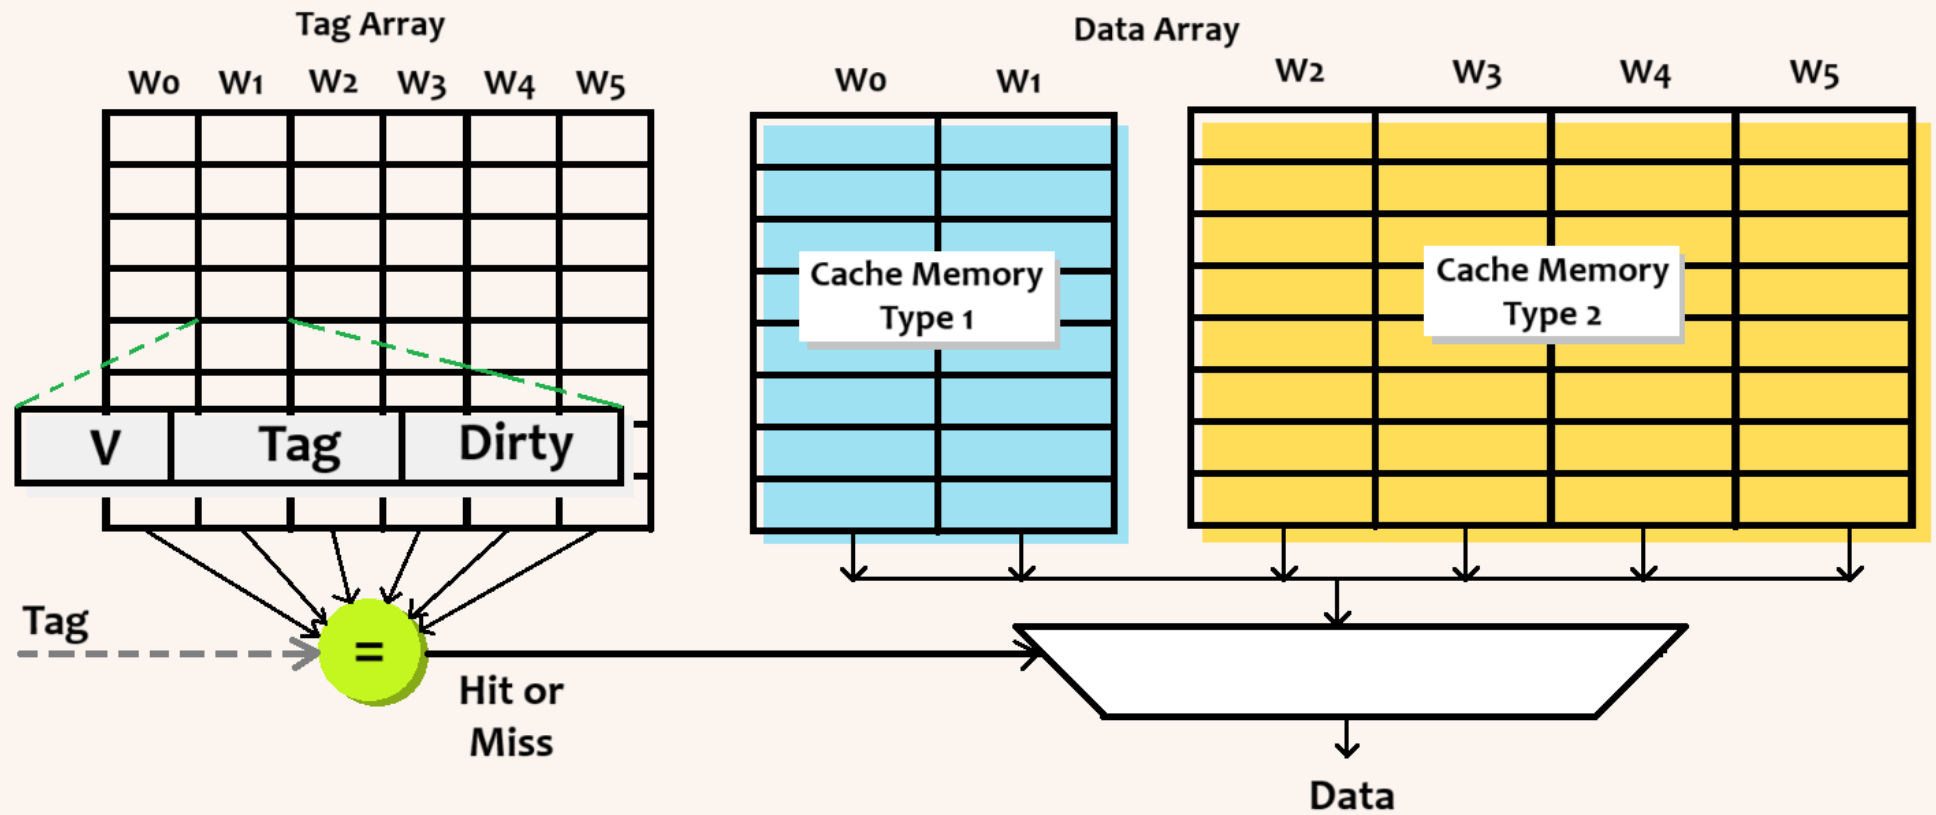 Tag Array
Data Array
W0 W1 W2 W3 W4 W5
W0 W1 W2 W3 W4 W5
Cache Memory
Type 1
Cache Memory
Type 2
V Tag Dirty
Tag
=
Hit or
Miss
Data